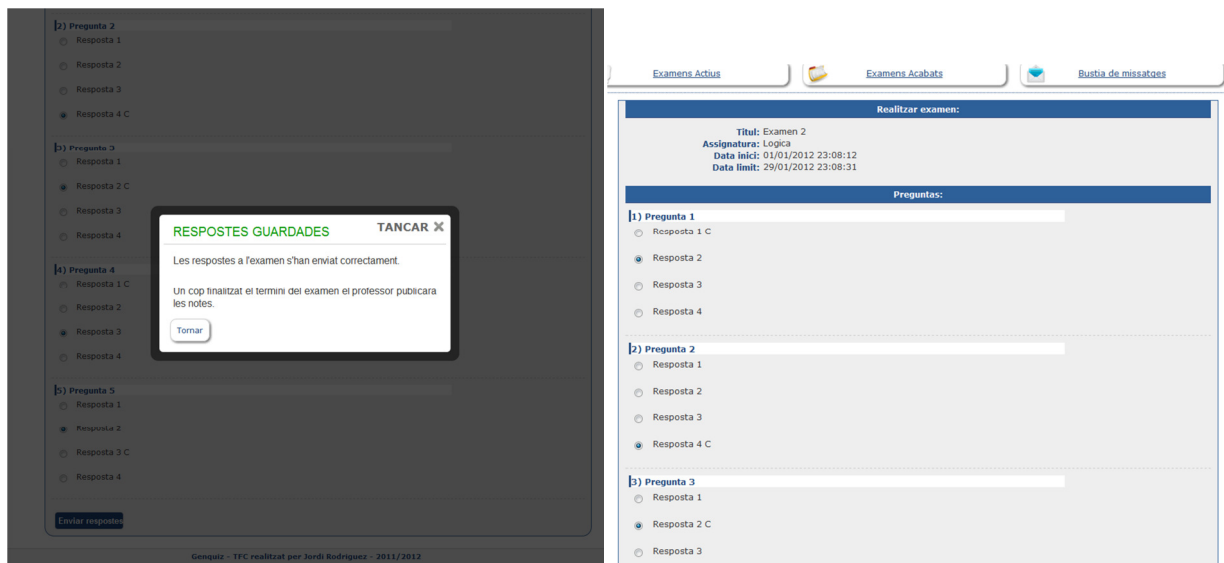 2) Pregunta 2
Resposta 1
Resposta 2
Resposta 3
Resposta 4 C
3) Pregunta 3
Resposta 1
Resposta 2 C
Resposta 3
Resposta 4
4) Pregunta 4
Resposta 1 C
Resposta 2
Resposta 3
Resposta 4
5) Pregunta 5
Resposta 1
Resposta 2
Resposta 3 C
Resposta 4
Enviar respostes
Genquiz - TFC realitzat per Jordi Rodriguez - 2011/2012
RESPOSTES GUARDADES
TANCAR X
Les respostes a l'examen s'han enviat correctament.
Un cop finalitzat el termini del examen el professor publicara
les notes.
Tornar
Examens Actius
Examens Acabats
Bustia de missatges
Realitzar examen:
Titul: Examen 2
Assignatura: Logica
Data inici: 01/01/2012 23:08:12
Data limit: 29/01/2012 23:08:31
Preguntas:
1) Pregunta 1
Resposta 1 C
Resposta 2
Resposta 3
Resposta 4
2) Pregunta 2
Resposta 1
Resposta 2
Resposta 3
Resposta 4 C
3) Pregunta 3
Resposta 1
Resposta 2 C
Resposta 3